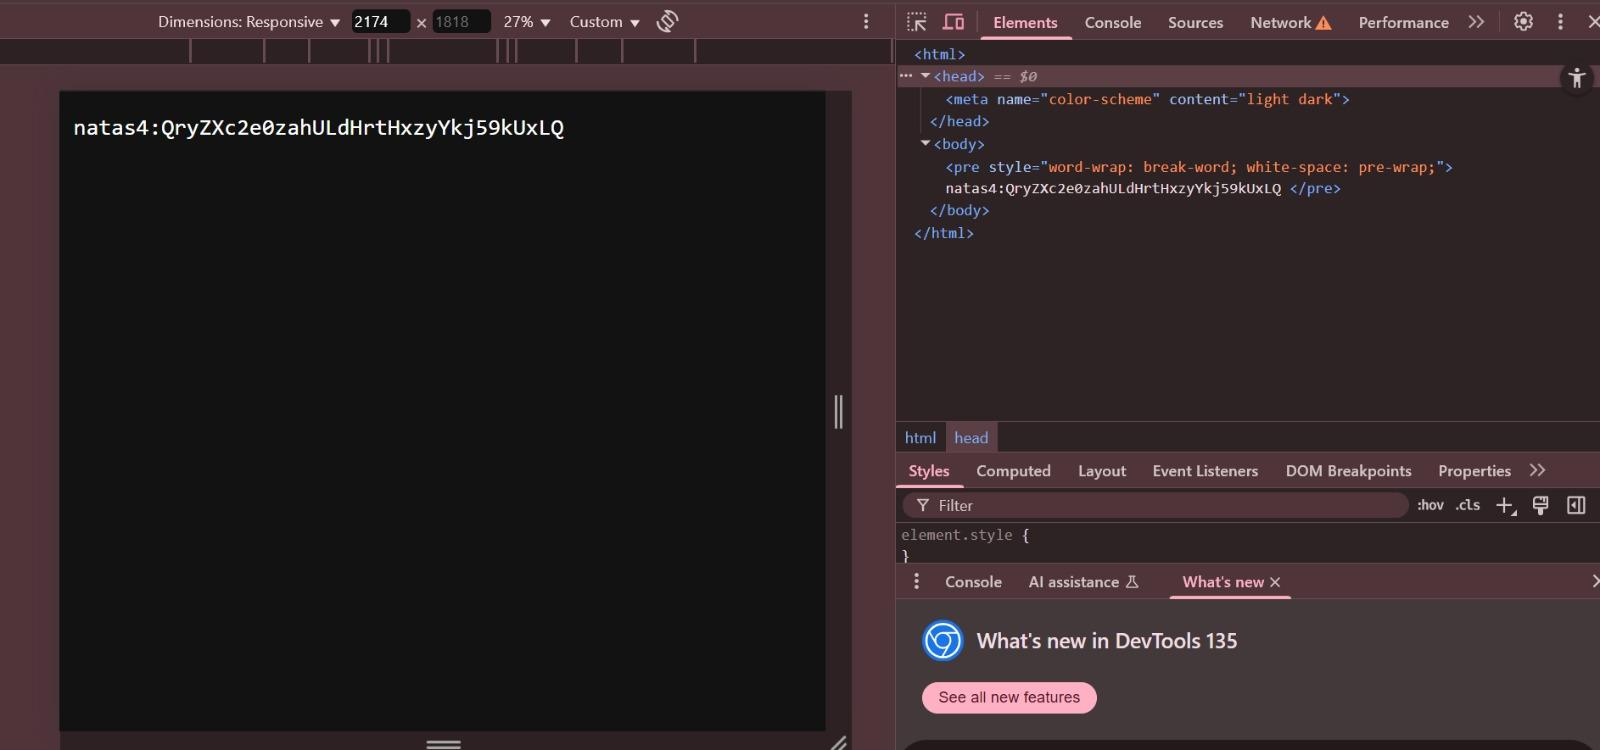 Dimensions: Responsive ▼ 2174 × 1818 27% ▼ Custom ▼
natas4:QryZXc2e0zahULdHrtHxzyYkj59kUxLQ
Elements Console Sources Network Performance
<html>
<head> == $0
<meta name="color-scheme" content="light dark">
</head>
<body>
<pre style="word-wrap: break-word; white-space: pre-wrap;">
natas4:QryZXc2e0zahULdHrtHxzyYkj59kUxLQ </pre>
</body>
</html>
html head
Styles Computed Layout Event Listeners DOM Breakpoints Properties
Filter :hov .cls
element.style {
}
Console AI assistance What's new
What's new in DevTools 135
See all new features